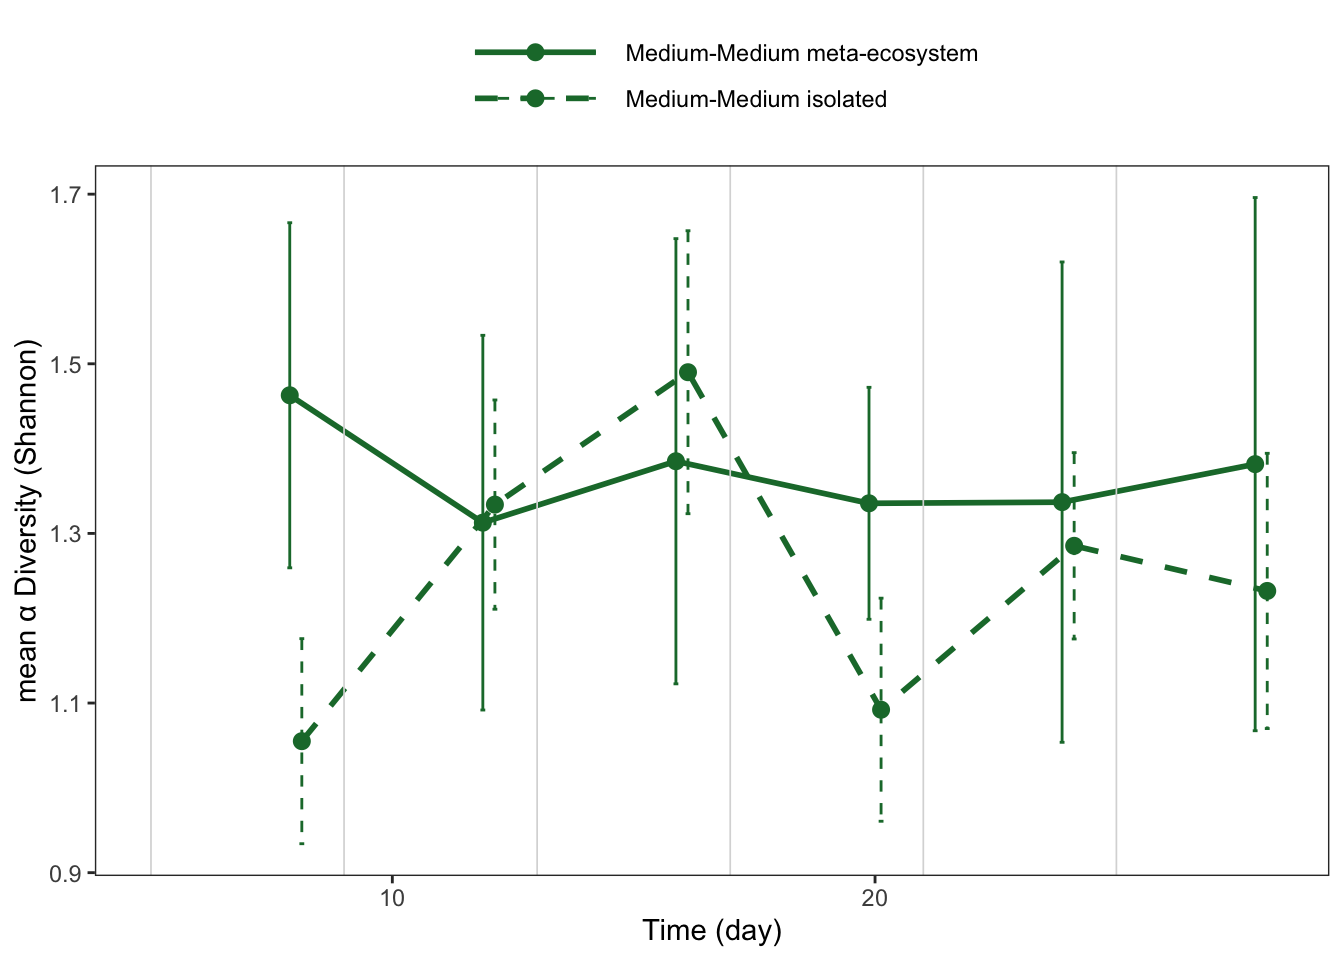 Medium-Medium meta-ecosystem
Medium-Medium isolated
1.7
1.5
1.3
1.1
0.9
mean α Diversity (Shannon)
10
20
Time (day)